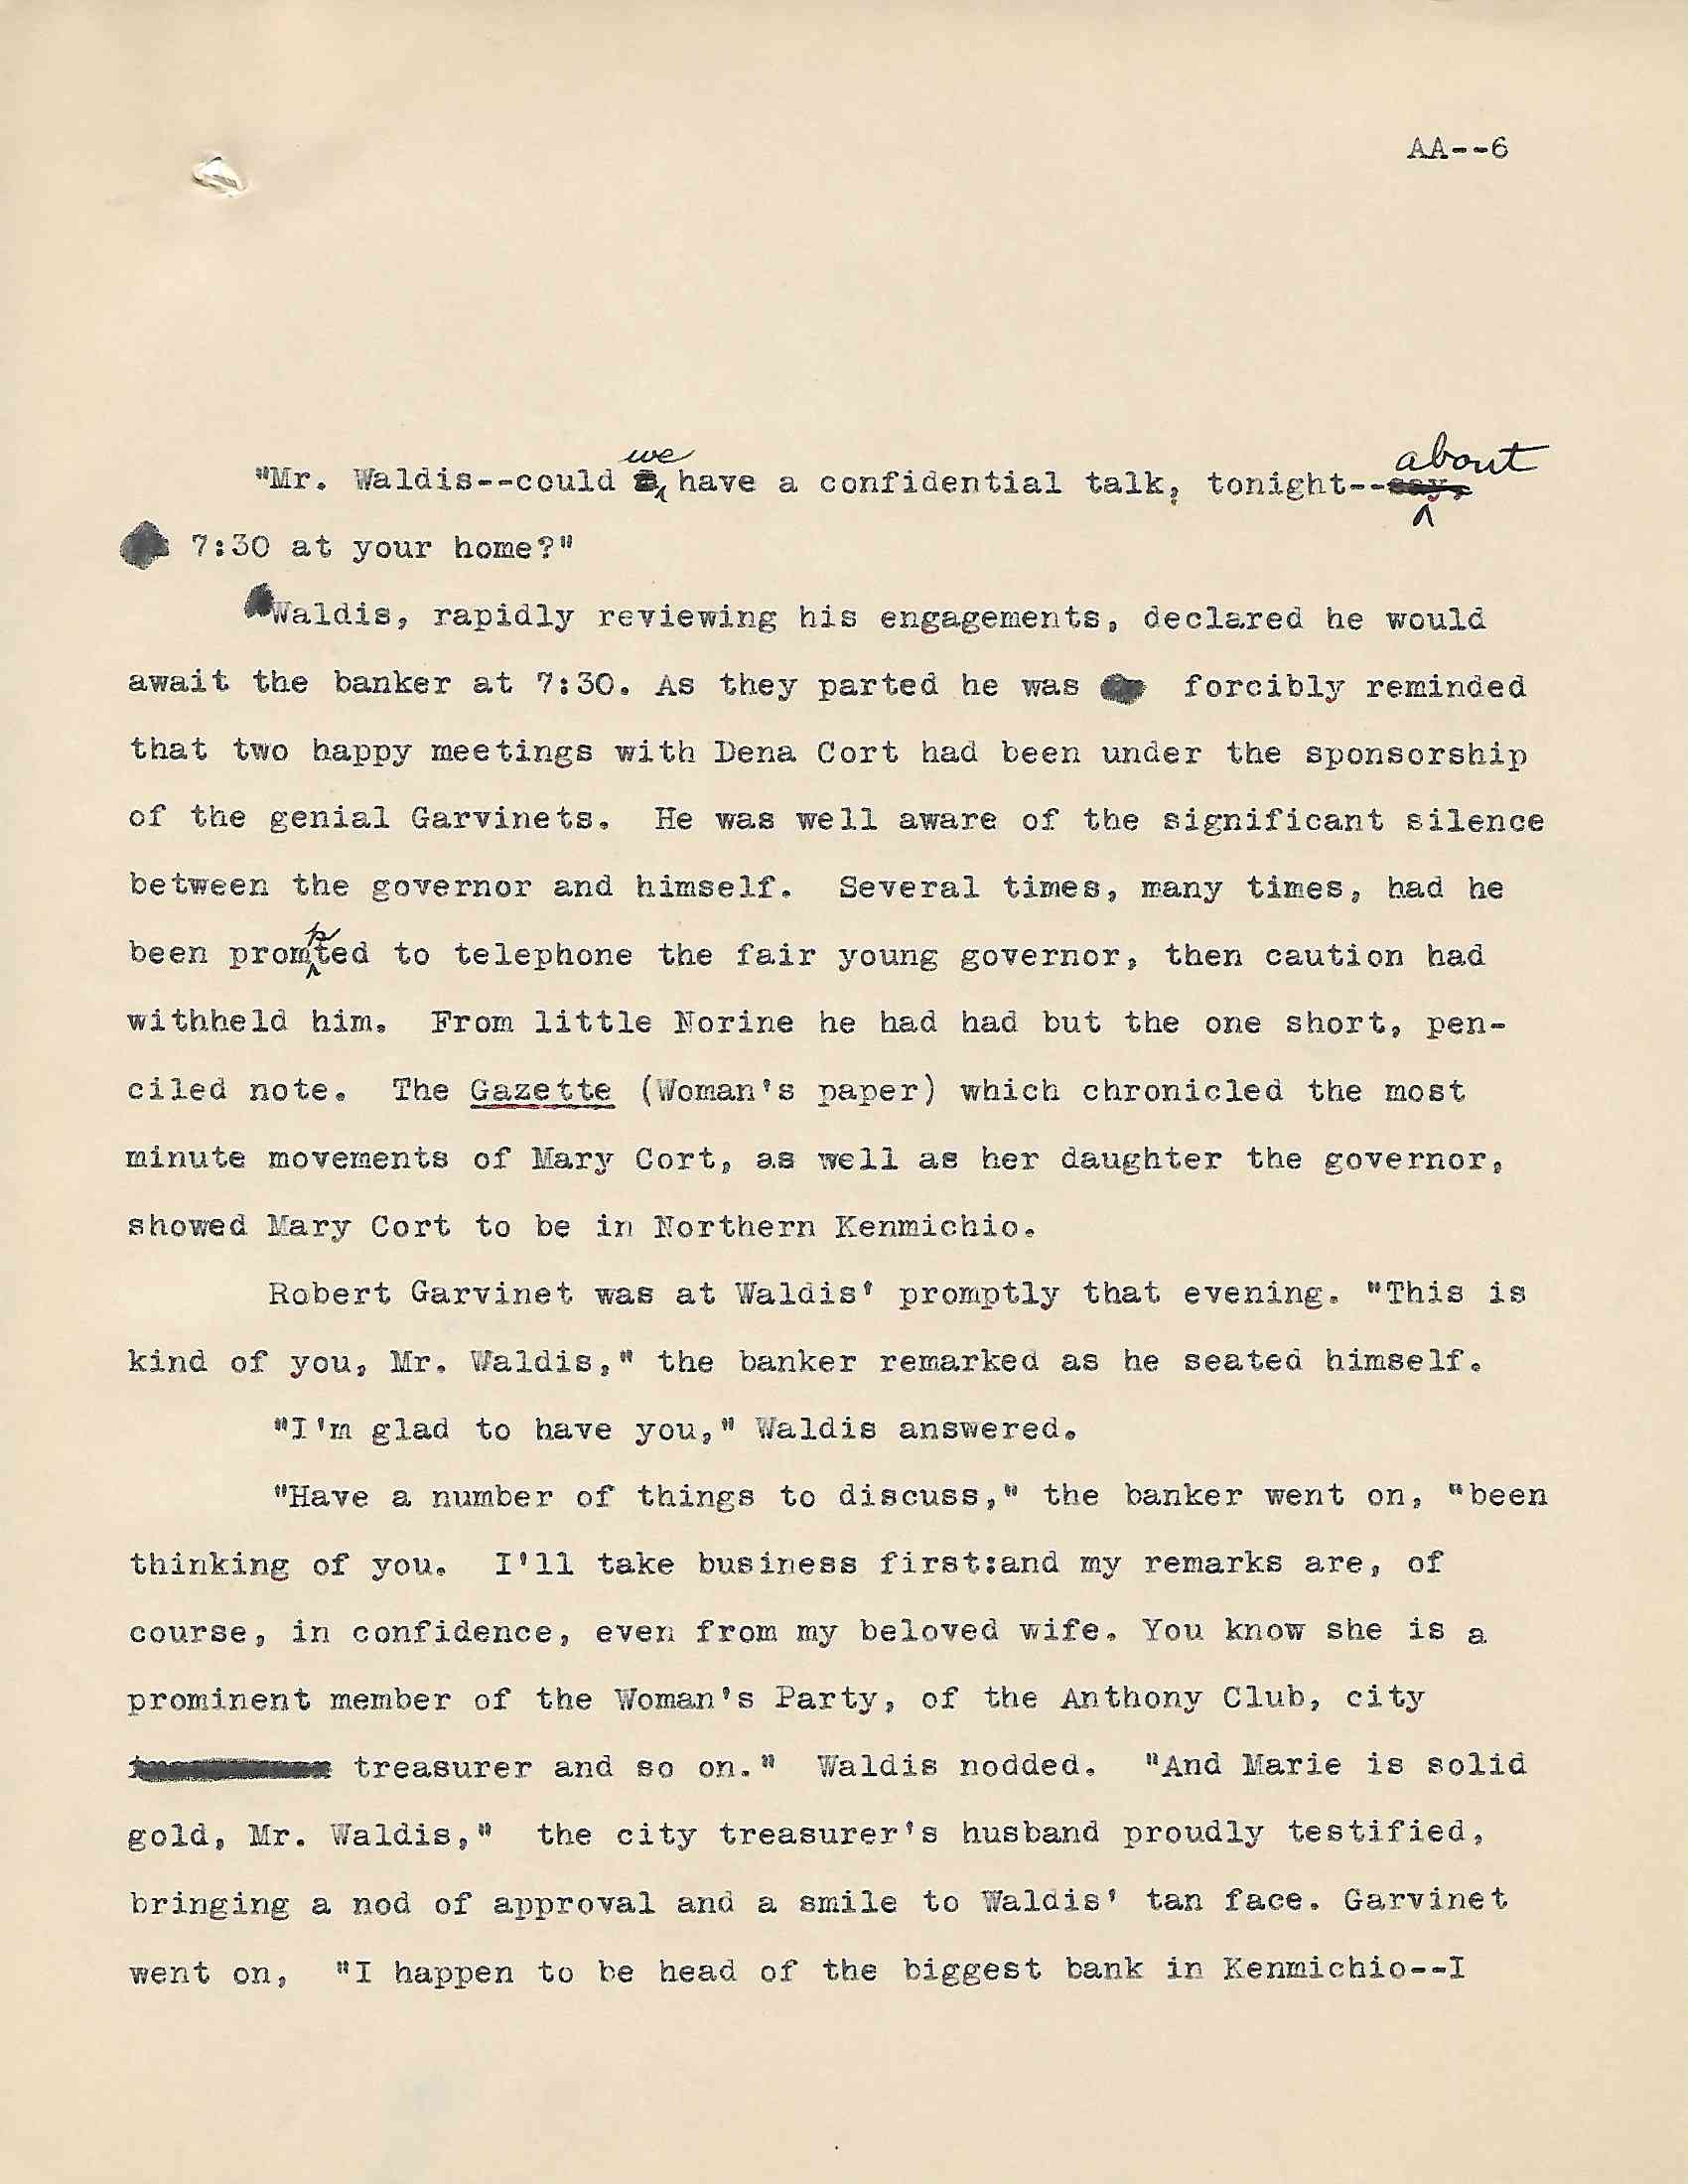 AA--6
"Mr. Waldis--could we have a confidential talk, tonight--about
7:30 at your home?"
Waldis, rapidly reviewing his engagements, declared he would
await the banker at 7:30. As they parted he was forcibly reminded
that two happy meetings with Dena Cort had been under the sponsorship
of the genial Garvinets. He was well aware of the significant silence
between the governor and himself. Several times, many times, had he
been prompted to telephone the fair young governor, then caution had
withheld him. From little Norine he had had but the one short, pen-
ciled note. The Gazette (Woman's paper) which chronicled the most
minute movements of Mary Cort, as well as her daughter the governor,
showed Mary Cort to be in Northern Kenmichio.
Robert Garvinet was at Waldis' promptly that evening. "This is
kind of you, Mr. Waldis," the banker remarked as he seated himself.
"I'm glad to have you," Waldis answered.
"Have a number of things to discuss," the banker went on, "been
thinking of you. I'll take business first:and my remarks are, of
course, in confidence, even from my beloved wife. You know she is a
prominent member of the Woman's Party, of the Anthony Club, city
treasurer and so on." Waldis nodded. "And Marie is solid
gold, Mr. Waldis," the city treasurer's husband proudly testified,
bringing a nod of approval and a smile to Waldis' tan face. Garvinet
went on, "I happen to be head of the biggest bank in Kenmichio--I